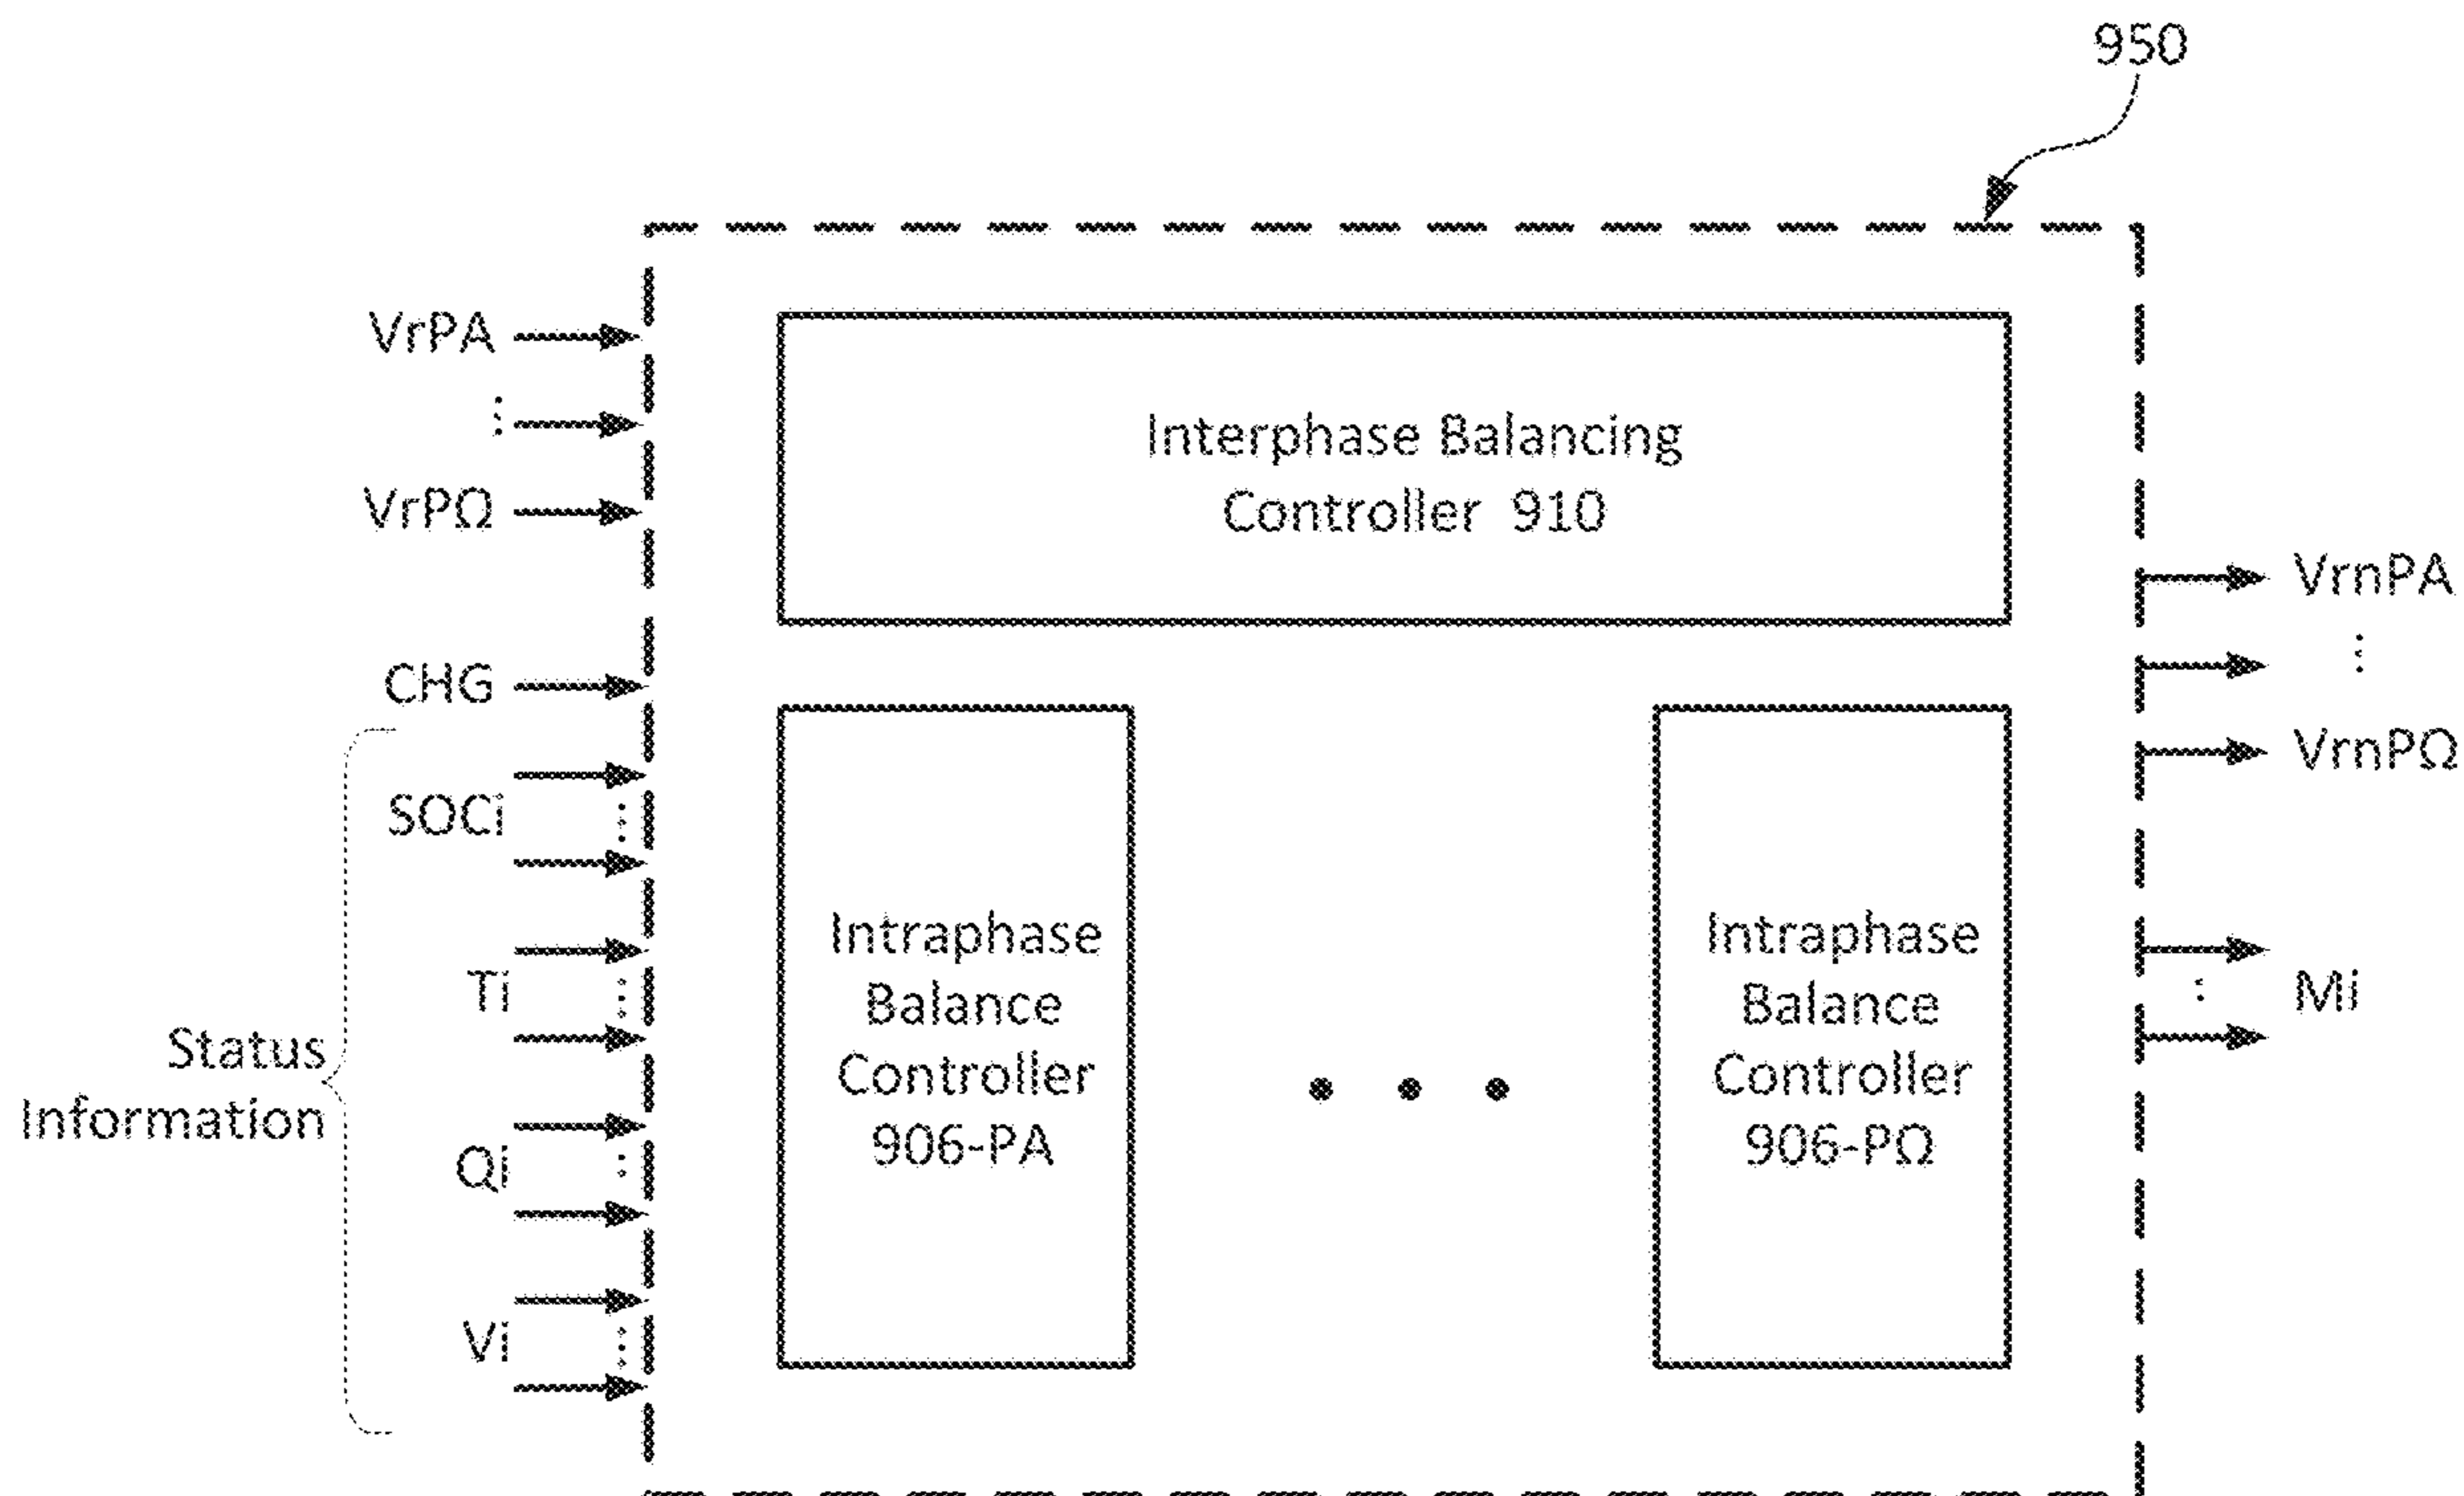 950
VrPA
⋮
VrPΩ
CHG
SOCi
⋮
Ti
⋮
Qi
⋮
Vi
⋮
Status
Information
Interphase Balancing
Controller 910
Intraphase
Balance
Controller
906-PA
• • •
Intraphase
Balance
Controller
906-PΩ
VrnPA
⋮
VrnPΩ
⋮
Mi